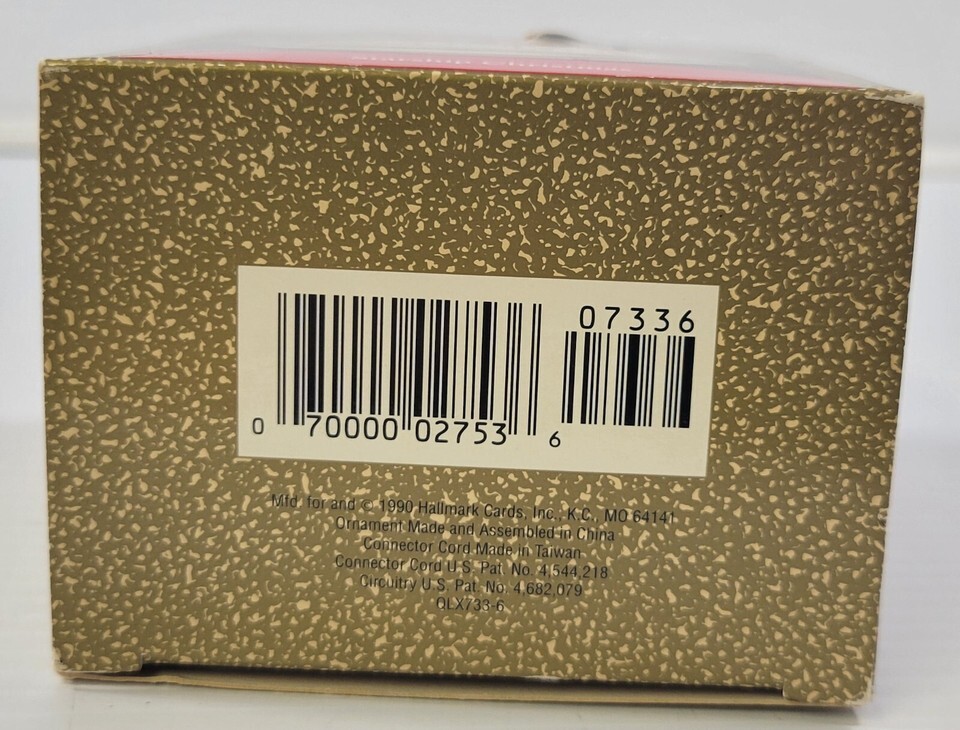 Starship Christmas
07336
0 70000 02753 6
Mfd. for and © 1990 Hallmark Cards, Inc., K.C., MO 64141
Ornament Made and Assembled in China
Connector Cord Made in Taiwan
Connector Cord U.S. Pat. No. 4,544,218
Circuitry U.S. Pat. No. 4,682,079
QLX733-6